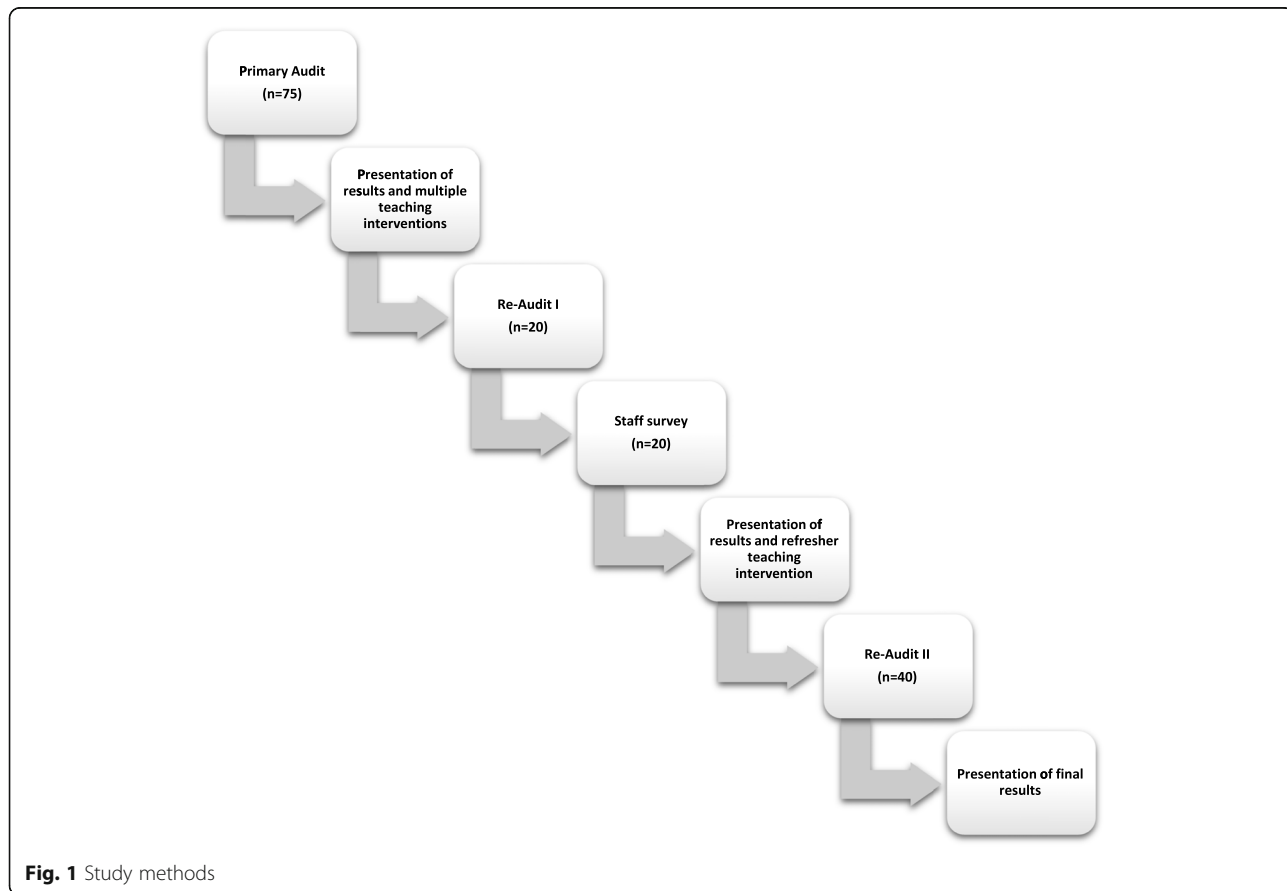 Primary Audit
(n=75)
Presentation of
results and multiple
teaching
interventions
Re-Audit I
(n=20)
Staff survey
(n=20)
Presentation of
results and refresher
teaching
intervention
Re-Audit II
(n=40)
Presentation of final
results
Fig. 1 Study methods